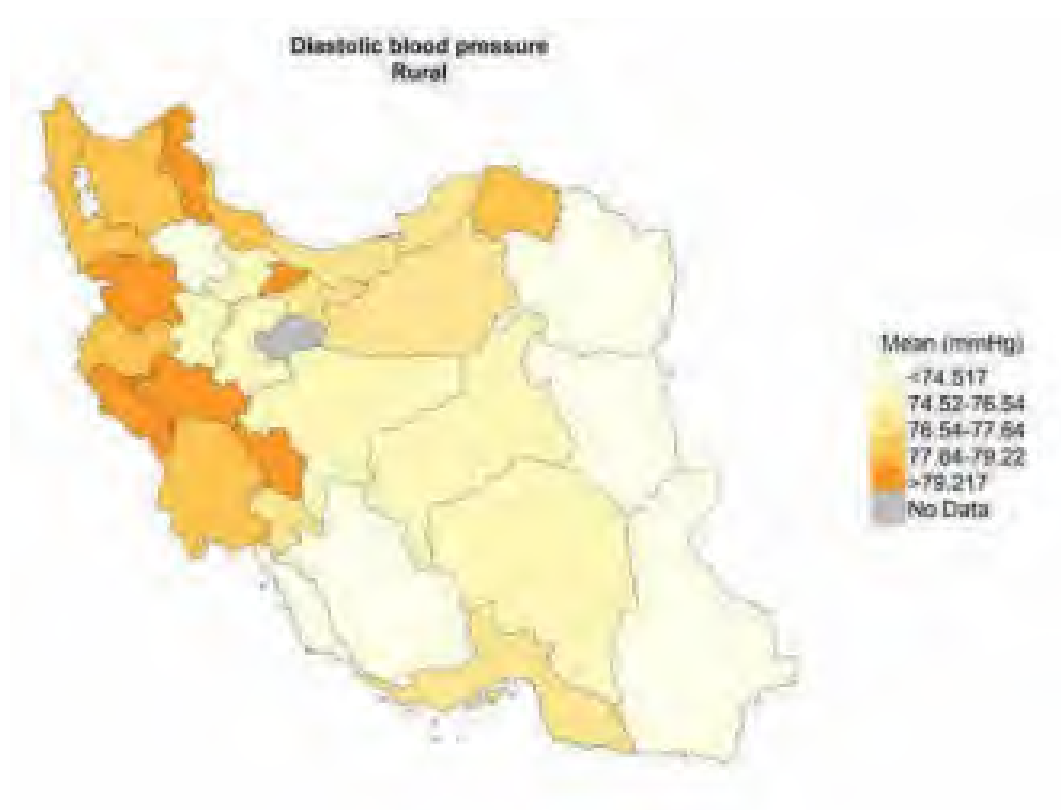 Diastolic blood pressure
Rural
Mean (mmHg)
<74.517
74.52-76.54
76.54-77.64
77.64-79.22
>79.217
No Data